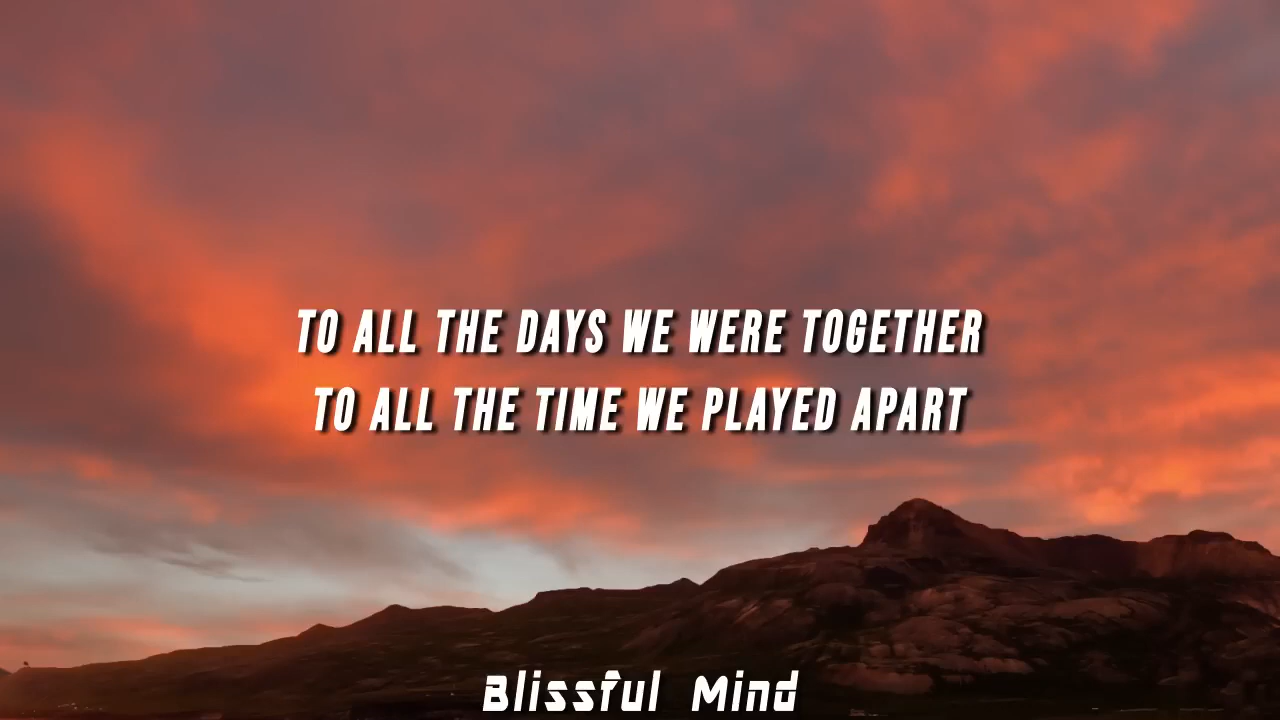 TO ALL THE DAYS WE WERE TOGETHER
TO ALL THE TIME WE PLAYED APART
Blissful Mind